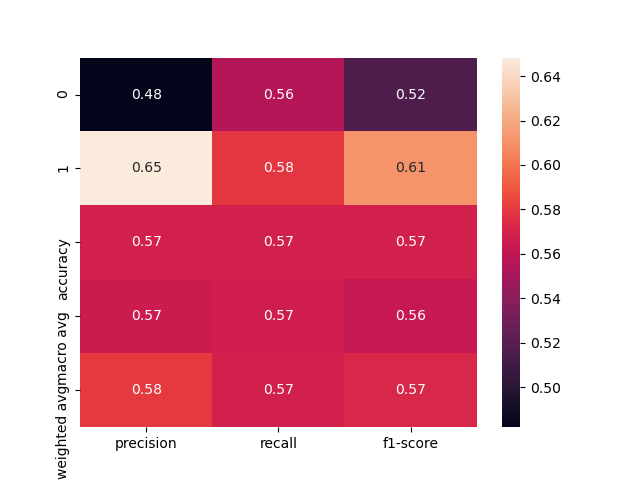 0 0.48 0.56 0.52
1 0.65 0.58 0.61
accuracy 0.57 0.57 0.57
macro avg 0.57 0.57 0.56
weighted avg 0.58 0.57 0.57
precision recall f1-score
0.64
0.62
0.60
0.58
0.56
0.54
0.52
0.50